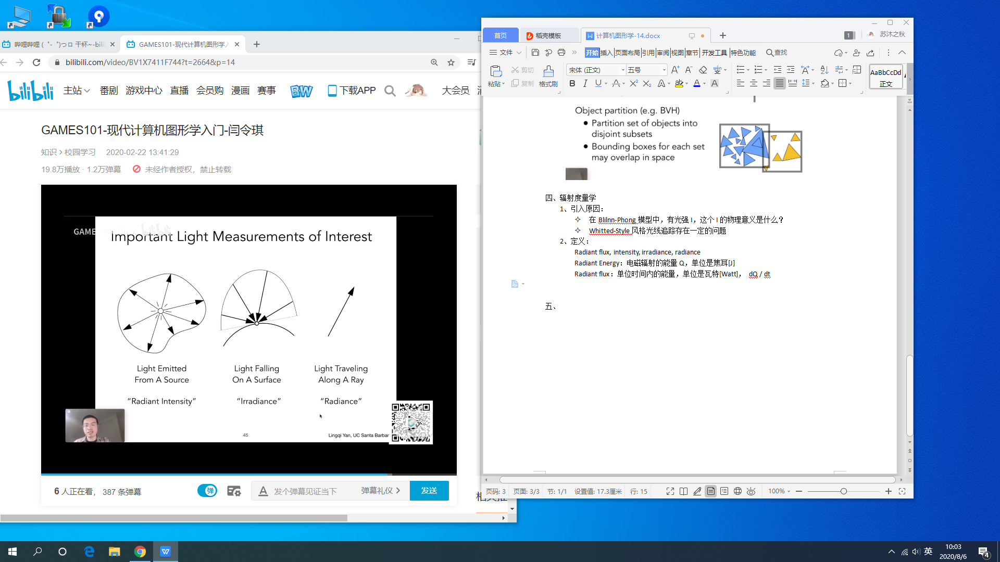 哔哩哔哩 ( ゜- ゜)つロ 干杯~-bili
GAMES101-现代计算机图形学入
bilibili.com/video/BV1X7411F744?t=2664&p=14
bilibili
主站
番剧
游戏中心
直播
会员购
漫画
赛事
BW
下载APP
大会员
GAMES101-现代计算机图形学入门-闫令琪
知识 > 校园学习
2020-02-22 13:41:29
19.8万播放 · 1.2万弹幕
未经作者授权，禁止转载
GAME
Important Light Measurements of Interest
Light Emitted
From A Source
Light Falling
On A Surface
Light Traveling
Along A Ray
“Radiant Intensity”
“Irradiance”
“Radiance”
45
Lingqi Yan, UC Santa Barbar
6 人正在看，
387 条弹幕
弹
发个弹幕见证当下
弹幕礼仪 >
发送
首页
稻壳模板
计算机图形学-14.docx
1
苏沐之秋
文件
开始
插入
页面布局
引用
审阅
视图
章节
开发工具
特色功能
查找
粘贴
剪切
复制
格式刷
宋体 (正文)
五号
AaBbCcDd
正文
Object partition (e.g. BVH)
● Partition set of objects into
disjoint subsets
● Bounding boxes for each set
may overlap in space
四、辐射度量学
1、引入原因：
在 Blilnn-Phong 模型中，有光强 I，这个 I 的物理意义是什么？
Whitted-Style 风格光线追踪存在一定的问题
2、定义：
Radiant flux, intensity, irradiance, radiance
Radiant Energy：电磁辐射的能量 Q，单位是焦耳[J]
Radiant flux：单位时间内的能量，单位是瓦特[Watt]， dQ / dt
五、
页码: 3
页面: 3/3
节: 1/1
设置值: 17.3厘米
行: 15
100%
英
10:03
2020/8/6
4